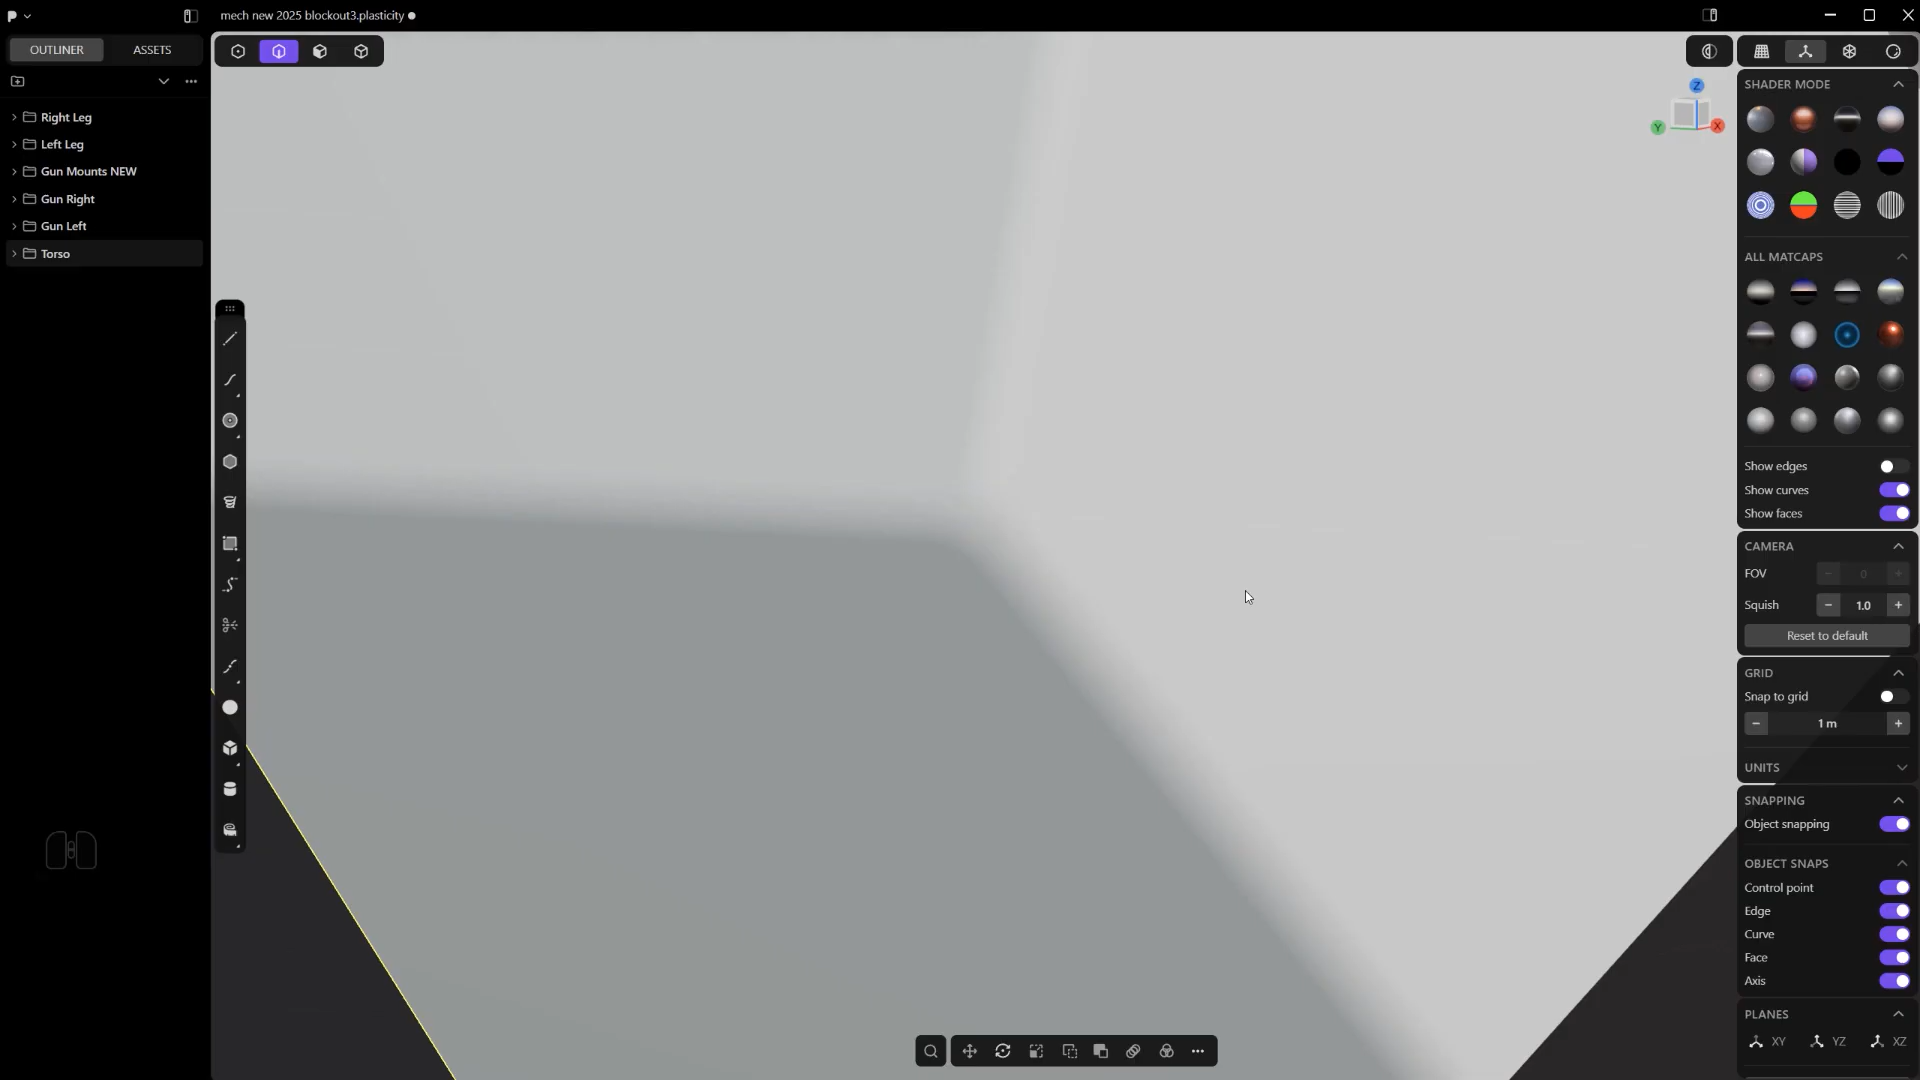 mech new 2025 blockout3.plasticity
OUTLINER
ASSETS
Right Leg
Left Leg
Gun Mounts NEW
Gun Right
Gun Left
Torso
Z
Y
X
SHADER MODE
ALL MATCAPS
Show edges
Show curves
Show faces
CAMERA
FOV
0
Squish
1.0
Reset to default
GRID
Snap to grid
1 m
UNITS
SNAPPING
Object snapping
OBJECT SNAPS
Control point
Edge
Curve
Face
Axis
PLANES
XY
YZ
XZ